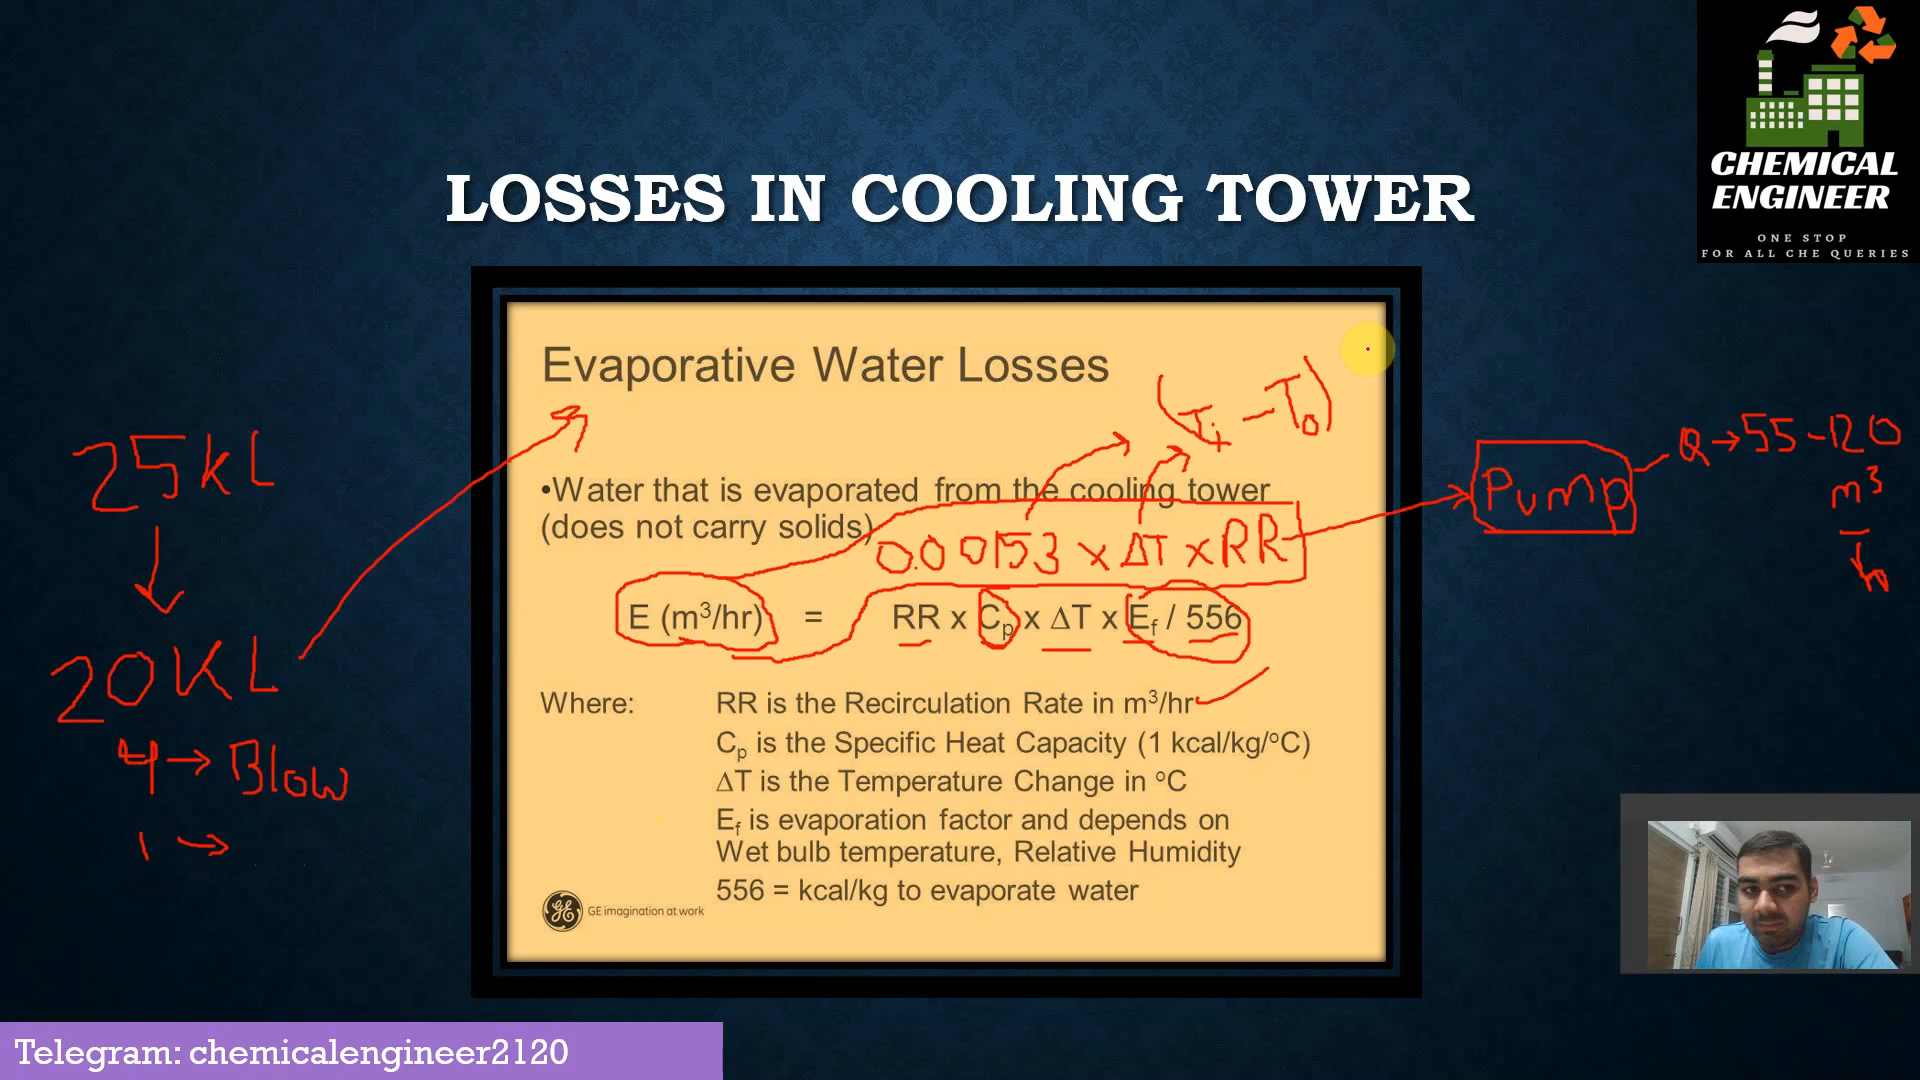 LOSSES IN COOLING TOWER
CHEMICAL
ENGINEER
ONE STOP
FOR ALL CHE QUERIES
Evaporative Water Losses
(Ti - To)
•Water that is evaporated from the cooling tower
(does not carry solids)
0.00153 x ΔT x RR
E (m³/hr) = RR x Cp x ΔT x Ef / 556
Where: RR is the Recirculation Rate in m³/hr
Cp is the Specific Heat Capacity (1 kcal/kg/°C)
ΔT is the Temperature Change in °C
Ef is evaporation factor and depends on
Wet bulb temperature, Relative Humidity
556 = kcal/kg to evaporate water
GE imagination at work
25KL
↓
20KL
4 → Blow
1 →
Pump
Q → 55-120
m³
h
Telegram: chemicalengineer2120